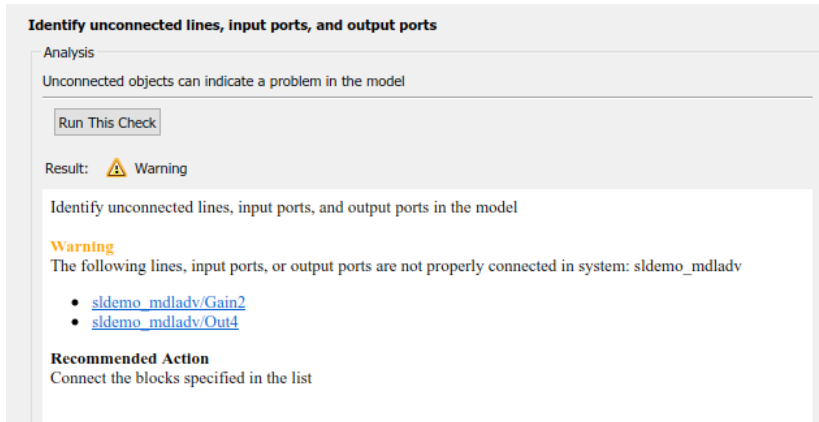 Identify unconnected lines, input ports, and output ports
Analysis
Unconnected objects can indicate a problem in the model
Run This Check
Result: Warning
Identify unconnected lines, input ports, and output ports in the model
Warning
The following lines, input ports, or output ports are not properly connected in system: sldemo_mdladv
• sldemo_mdladv/Gain2
• sldemo_mdladv/Out4
Recommended Action
Connect the blocks specified in the list